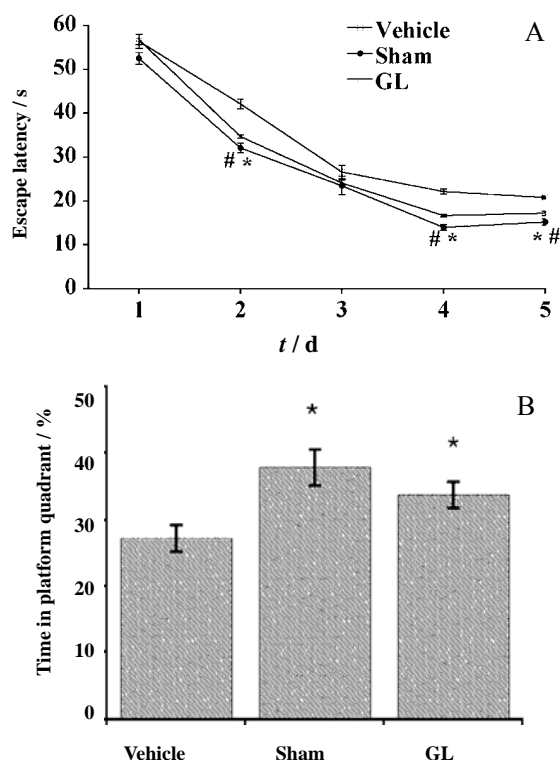 A
Vehicle
Sham
GL
Escape latency / s
60
50
40
30
20
10
0
# *
# *
* #
1 2 3 4 5
t / d
B
Time in platform quadrant / %
50
40
30
20
10
0
*
*
Vehicle Sham GL